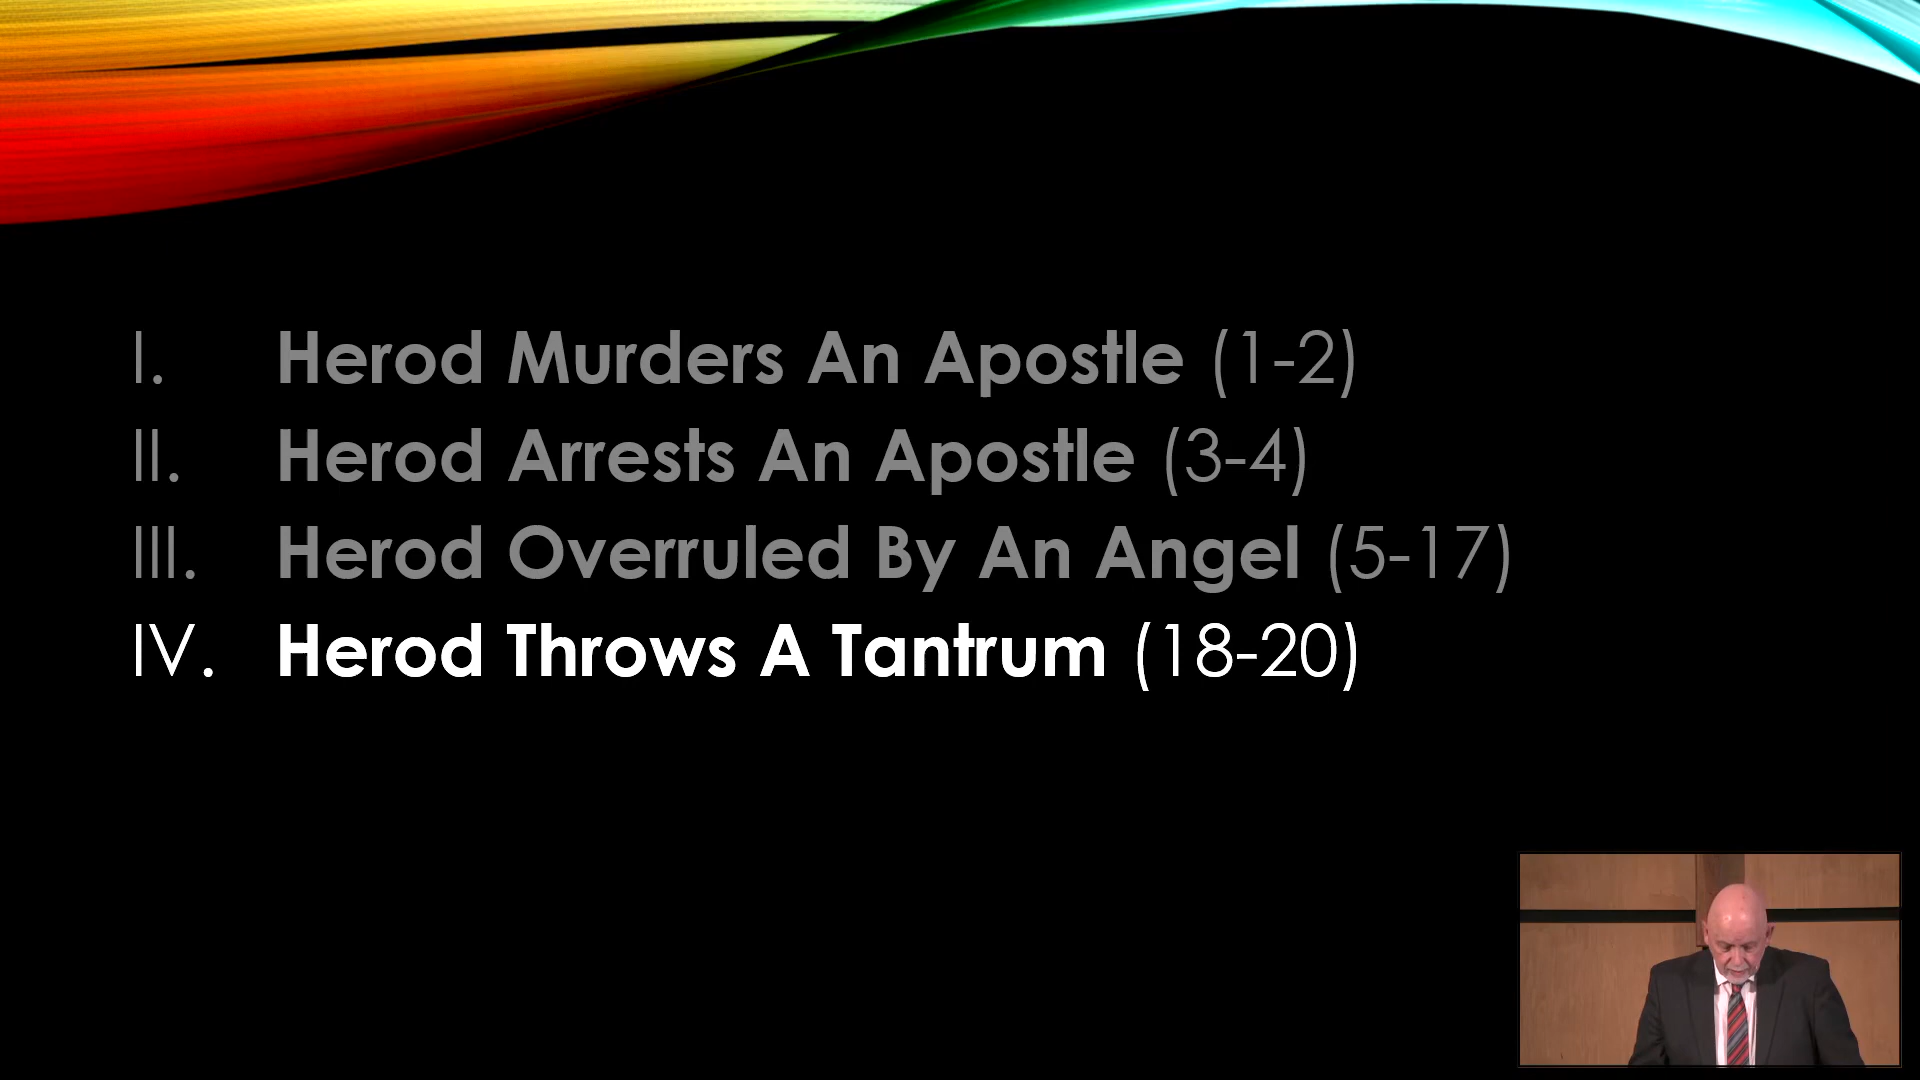 I. Herod Murders An Apostle (1-2)
II. Herod Arrests An Apostle (3-4)
III. Herod Overruled By An Angel (5-17)
IV. Herod Throws A Tantrum (18-20)